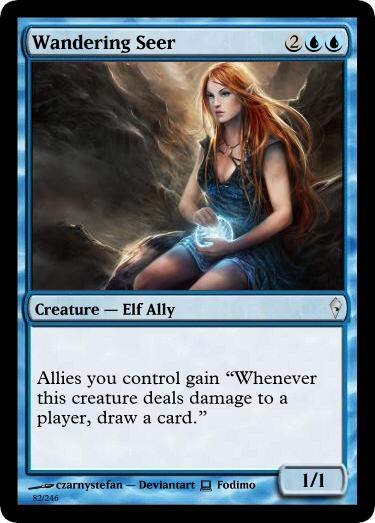 Wandering Seer 2
Creature — Elf Ally
Allies you control gain “Whenever
this creature deals damage to a
player, draw a card.”
czarnystefan — Deviantart Fodimo
1/1
82/246